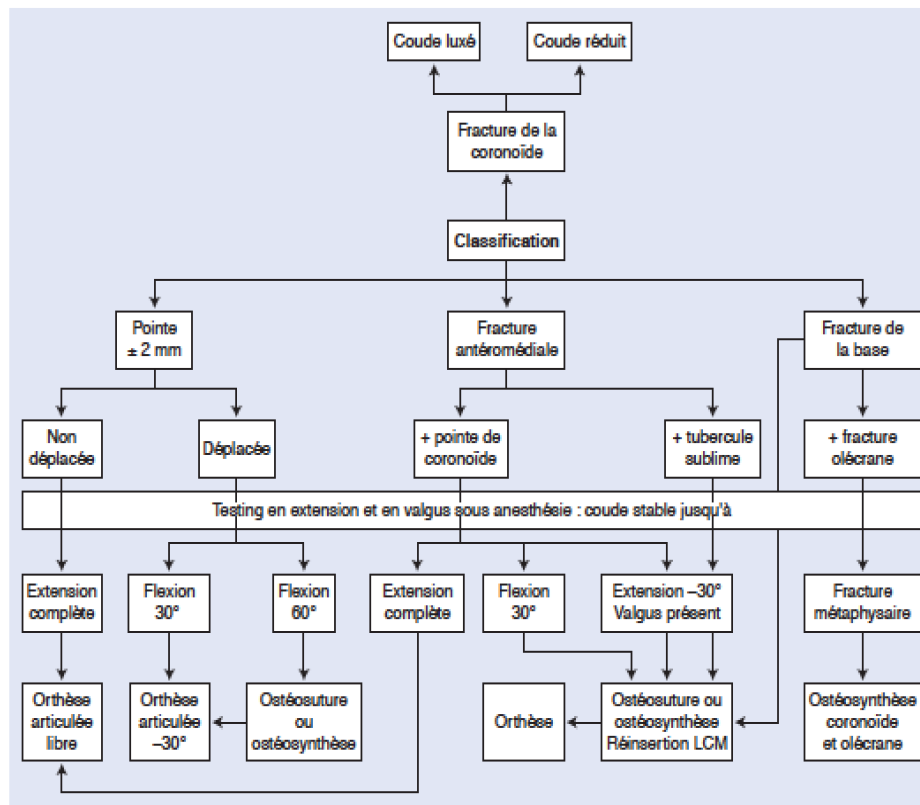 Coude luxé
Coude réduit
Fracture de la
coronoïde
Classification
Pointe
± 2 mm
Fracture
antéromédiale
Fracture de
la base
Non
déplacée
Déplacée
+ pointe de
coronoïde
+ tubercule
sublime
+ fracture
olécrane
Testing en extension et en valgus sous anesthésie : coude stable jusqu'à
Extension
complète
Flexion
30°
Flexion
60°
Extension
complète
Flexion
30°
Extension –30°
Valgus présent
Fracture
métaphysaire
Orthèse
articulée
libre
Orthèse
articulée
–30°
Ostéosuture
ou
ostéosynthèse
Orthèse
Ostéosuture ou
ostéosynthèse
Réinsertion LCM
Ostéosynthèse
coronoïde
et olécrane